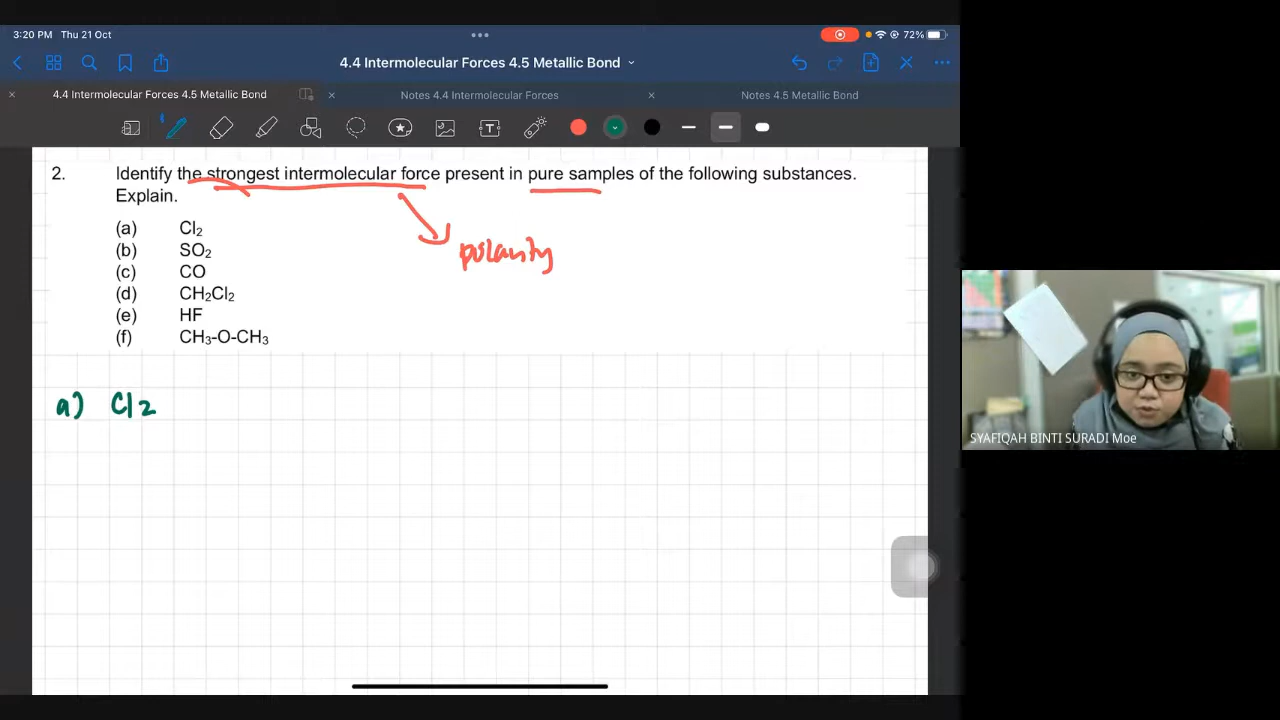 3:20 PM Thu 21 Oct
72%
4.4 Intermolecular Forces 4.5 Metallic Bond
4.4 Intermolecular Forces 4.5 Metallic Bond
Notes 4.4 Intermolecular Forces
Notes 4.5 Metallic Bond
2. Identify the strongest intermolecular force present in pure samples of the following substances.
Explain.
(a) Cl₂
(b) SO₂
(c) CO
(d) CH₂Cl₂
(e) HF
(f) CH₃-O-CH₃
polarity
a) Cl2
SYAFIQAH BINTI SURADI Moe